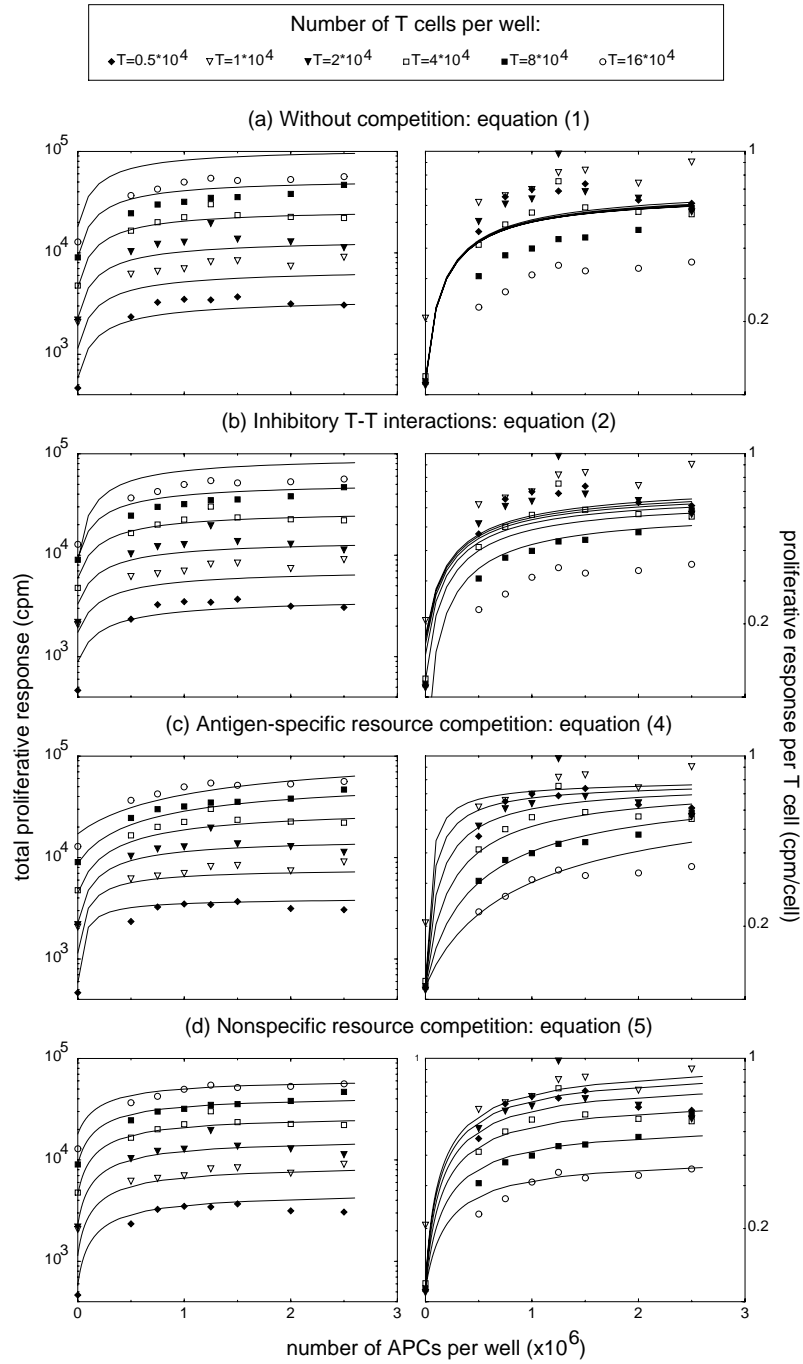 Number of T cells per well:
T=0.5*10^4 T=1*10^4 T=2*10^4 T=4*10^4 T=8*10^4 T=16*10^4
(a) Without competition: equation (1)
10^5
10^4
10^3
1
0.2
(b) Inhibitory T-T interactions: equation (2)
10^5
10^4
10^3
1
0.2
total proliferative response (cpm)
proliferative response per T cell (cpm/cell)
(c) Antigen-specific resource competition: equation (4)
10^5
10^4
10^3
1
0.2
(d) Nonspecific resource competition: equation (5)
10^5
10^4
10^3
1
1
0.2
0 1 2 3 0 1 2 3
number of APCs per well (x10^6)